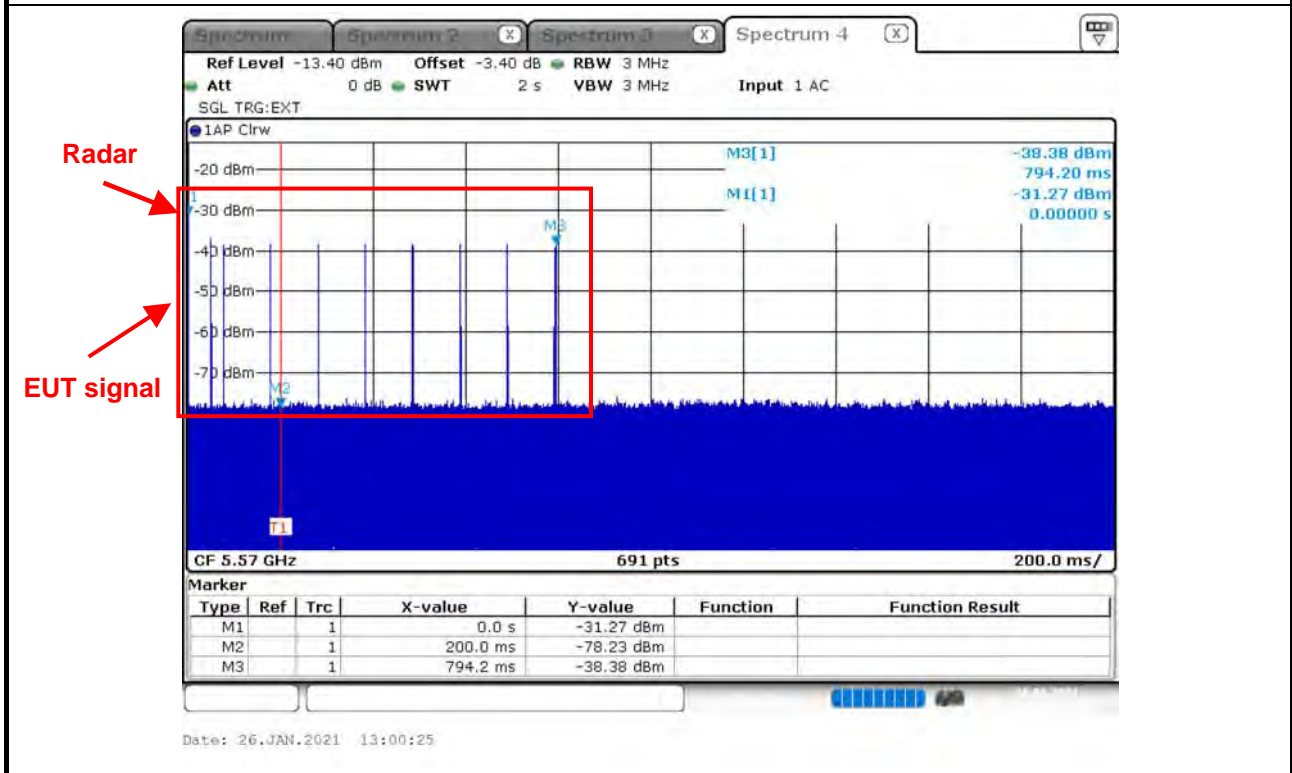 Spectrum Spectrum 2 X Spectrum 3 X Spectrum 4 X
Ref Level -13.40 dBm Offset -3.40 dB RBW 3 MHz
Att 0 dB SWT 2 s VBW 3 MHz Input 1 AC
SGL TRG:EXT
1AP Clrw
Radar
EUT signal
M3[1] -38.38 dBm
794.20 ms
M1[1] -31.27 dBm
0.00000 s
-20 dBm
-30 dBm
-40 dBm
-50 dBm
-60 dBm
-70 dBm
M3
M2
T1
CF 5.57 GHz 691 pts 200.0 ms/
Marker
Type Ref Trc X-value Y-value Function Function Result
M1 1 0.0 s -31.27 dBm
M2 1 200.0 ms -78.23 dBm
M3 1 794.2 ms -38.38 dBm
Date: 26.JAN.2021 13:00:25